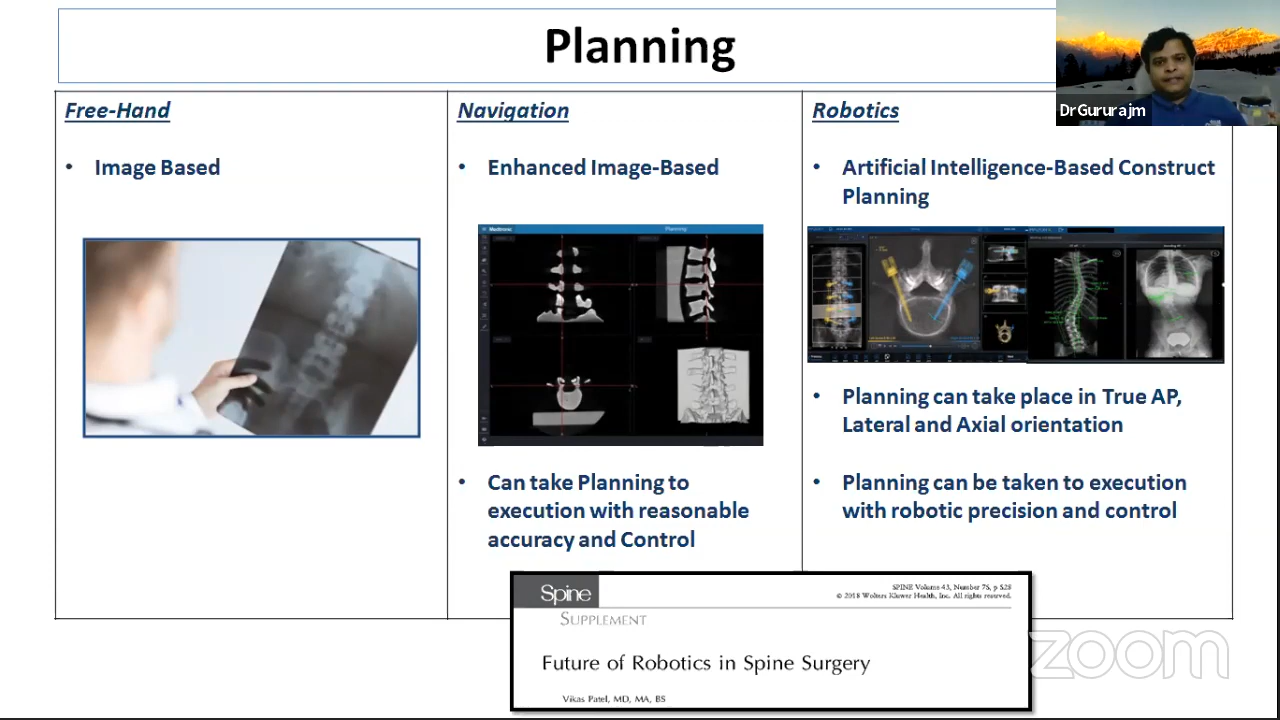 Planning
DrGururajm
Free-Hand
• Image Based
Navigation
• Enhanced Image-Based
Medtronic
Planning
• Can take Planning to
execution with reasonable
accuracy and Control
Robotics
• Artificial Intelligence-Based Construct
Planning
• Planning can take place in True AP,
Lateral and Axial orientation
• Planning can be taken to execution
with robotic precision and control
Spine
SPINE Volume 43, Number 7S, p S28
© 2018 Wolters Kluwer Health, Inc. All rights reserved.
SUPPLEMENT
Future of Robotics in Spine Surgery
Vikas Patel, MD, MA, BS
zoom